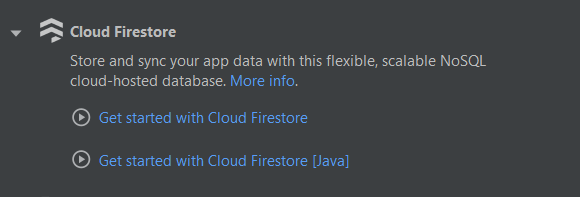 Cloud Firestore
Store and sync your app data with this flexible, scalable NoSQL
cloud-hosted database. More info.
Get started with Cloud Firestore
Get started with Cloud Firestore [Java]